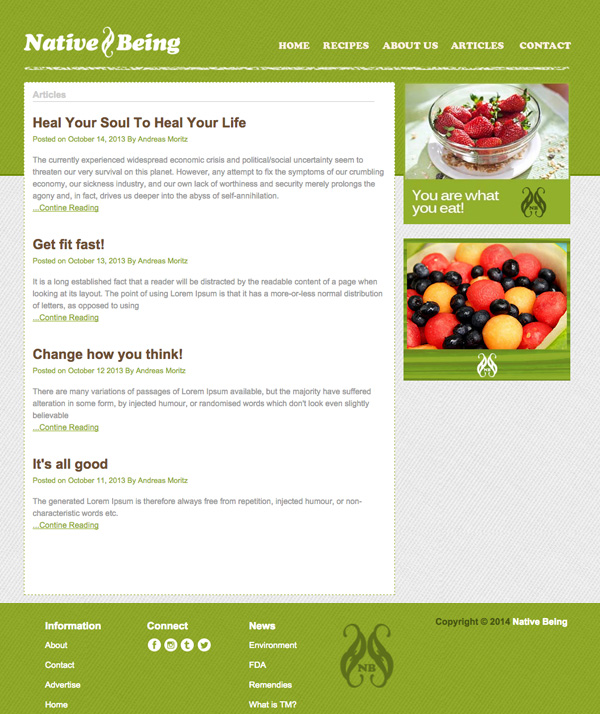 Native Being
HOME RECIPES ABOUT US ARTICLES CONTACT
Articles
Heal Your Soul To Heal Your Life
Posted on October 14, 2013 By Andreas Moritz
The currently experienced widespread economic crisis and political/social uncertainty seem to
threaten our very survival on this planet. However, any attempt to fix the symptoms of our crumbling
economy, our sickness industry, and our own lack of worthiness and security merely prolongs the
agony and, in fact, drives us deeper into the abyss of self-annihilation.
...Contine Reading
Get fit fast!
Posted on October 13, 2013 By Andreas Moritz
It is a long established fact that a reader will be distracted by the readable content of a page when
looking at its layout. The point of using Lorem Ipsum is that it has a more-or-less normal distribution
of letters, as opposed to using
...Contine Reading
Change how you think!
Posted on October 12 2013 By Andreas Moritz
There are many variations of passages of Lorem Ipsum available, but the majority have suffered
alteration in some form, by injected humour, or randomised words which don't look even slightly
believable
...Contine Reading
It's all good
Posted on October 11, 2013 By Andreas Moritz
The generated Lorem Ipsum is therefore always free from repetition, injected humour, or non-
characteristic words etc.
...Contine Reading
You are what
you eat!
NB
NB
Information
About
Contact
Advertise
Home
Connect
News
Environment
FDA
Remendies
What is TM?
NB
Copyright © 2014 Native Being